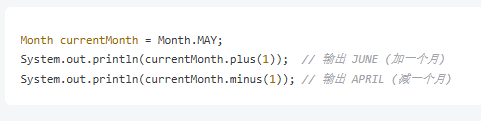 Month currentMonth = Month.MAY;
System.out.println(currentMonth.plus(1));  // 输出 JUNE (加一个月)
System.out.println(currentMonth.minus(1)); // 输出 APRIL (减一个月)